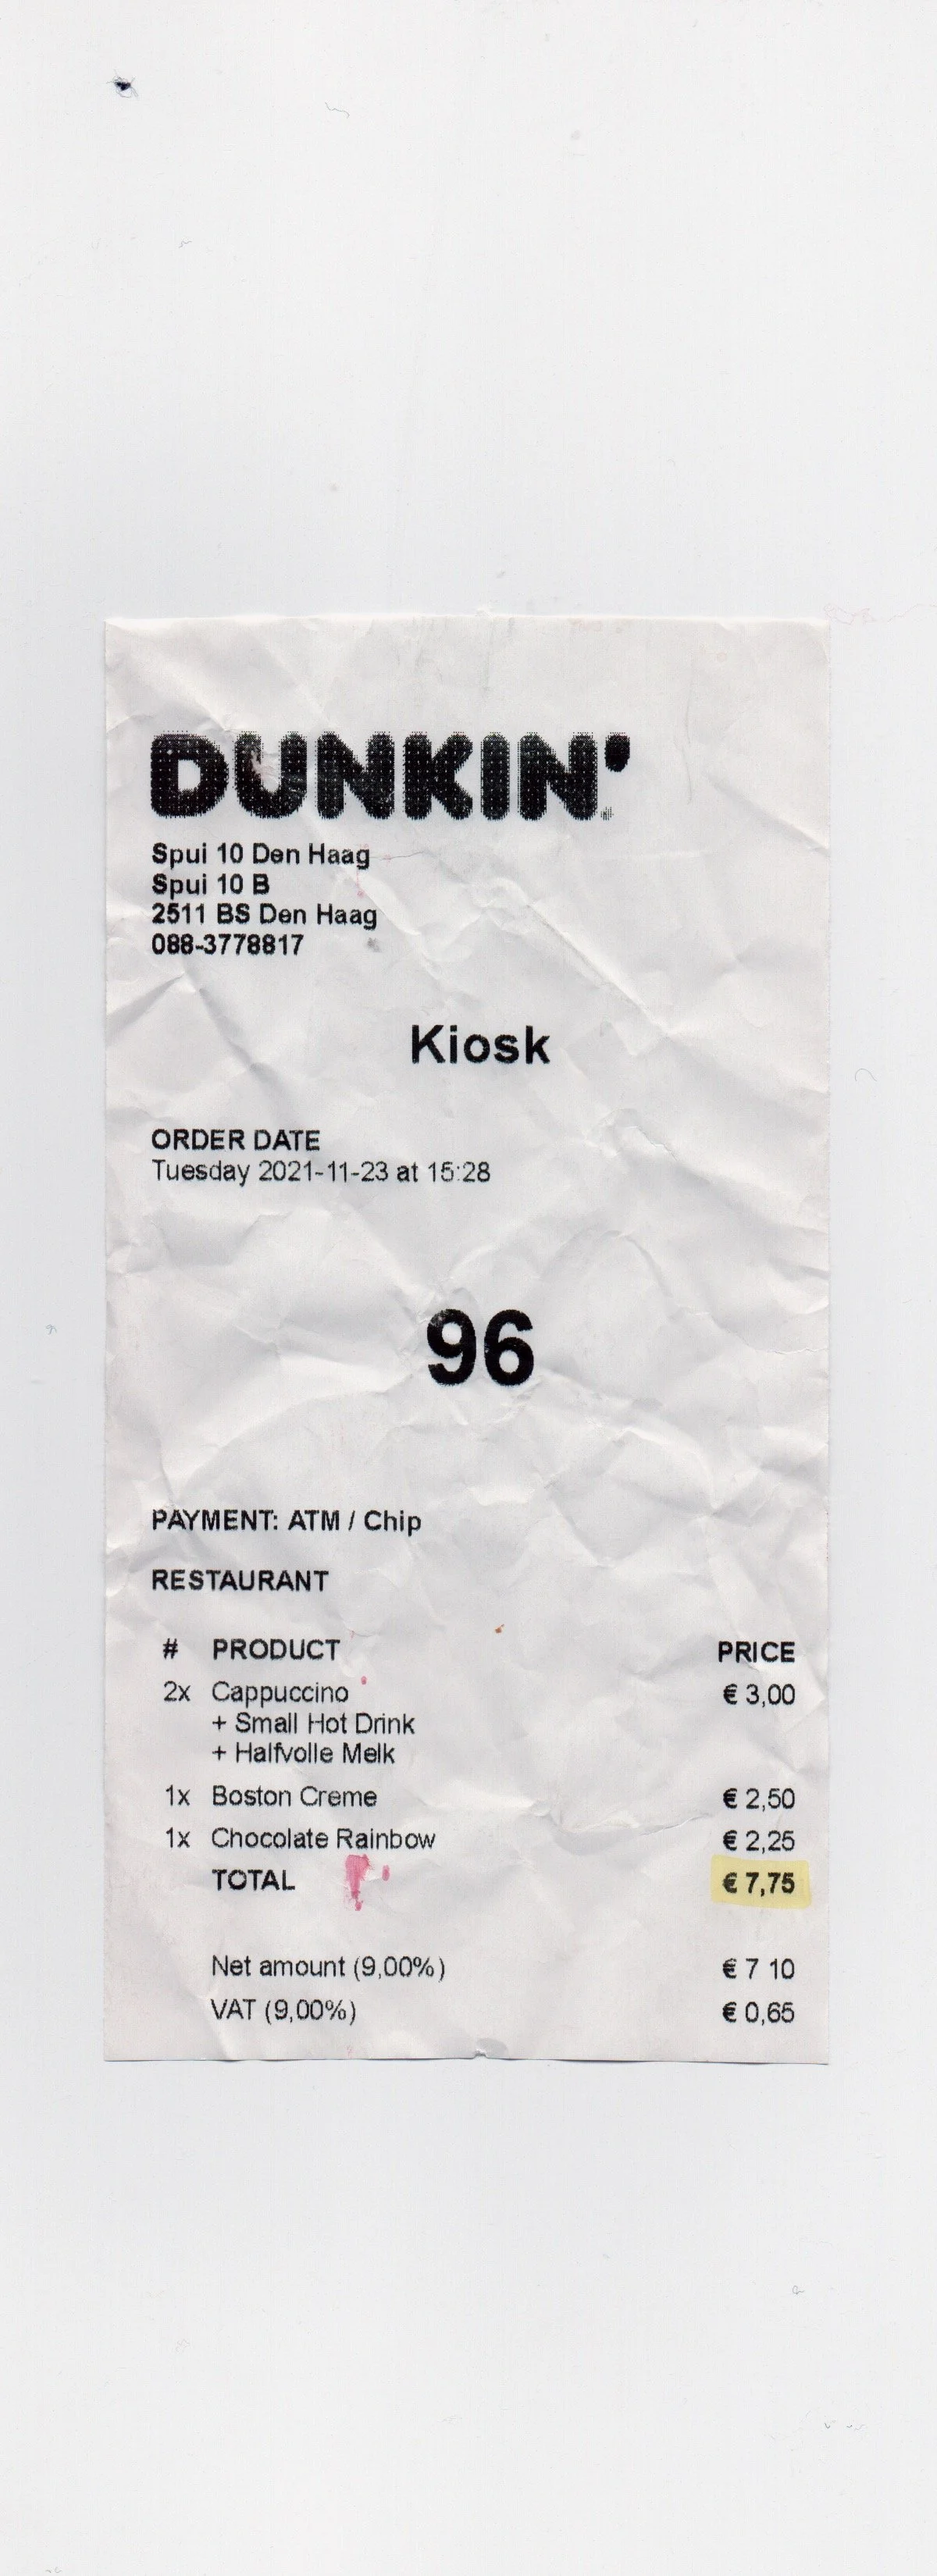 DUNKIN'
Spui 10 Den Haag
Spui 10 B
2511 BS Den Haag
088-3778817
Kiosk
ORDER DATE
Tuesday 2021-11-23 at 15:28
96
PAYMENT: ATM / Chip
RESTAURANT
# PRODUCT PRICE
2x Cappuccino € 3,00
+ Small Hot Drink
+ Halfvolle Melk
1x Boston Creme € 2,50
1x Chocolate Rainbow € 2,25
TOTAL € 7,75
Net amount (9,00%) € 7 10
VAT (9,00%) € 0,65